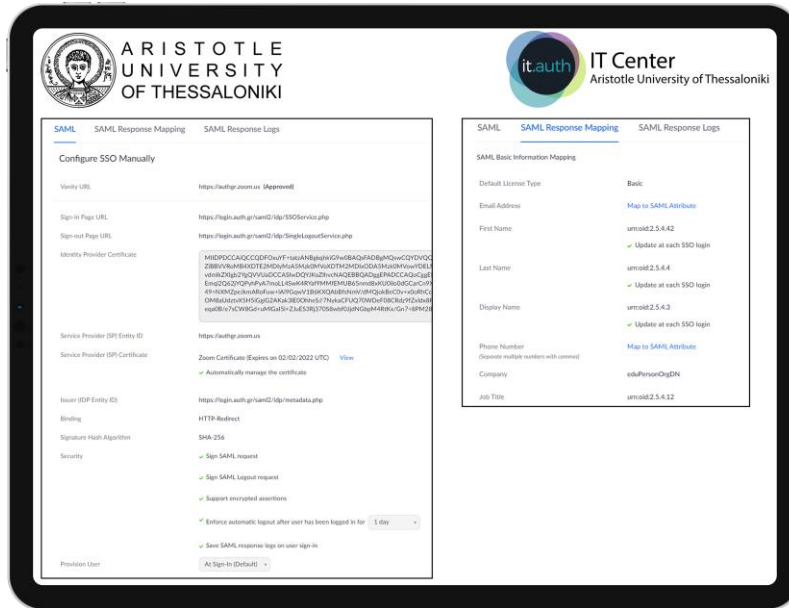 ARISTOTLE
UNIVERSITY
OF THESSALONIKI
it.auth
IT Center
Aristotle University of Thessaloniki
SAML SAML Response Mapping SAML Response Logs
Configure SSO Manually
Vanity URL https://authgr.zoom.us (Approved)
Sign-in Page URL https://login.auth.gr/saml2/idp/SSOService.php
Sign-out Page URL https://login.auth.gr/saml2/idp/SingleLogoutService.php
Identity Provider Certificate
Service Provider (SP) Entity ID https://authgr.zoom.us
Service Provider (SP) Certificate Zoom Certificate (Expires on 02/02/2022 UTC) View
Automatically manage the certificate
Issuer (IDP Entity ID) https://login.auth.gr/saml2/idp/metadata.php
Binding HTTP-Redirect
Signature Hash Algorithm SHA-256
Security Sign SAML request
Sign SAML Logout request
Support encrypted assertions
Enforce automatic logout after user has been logged in for 1 day
Save SAML response logs on user sign-in
Provision User At Sign-In (Default)
SAML SAML Response Mapping SAML Response Logs
SAML Basic Information Mapping
Default License Type Basic
Email Address Map to SAML Attribute
First Name urn:oid:2.5.4.42
Update at each SSO login
Last Name urn:oid:2.5.4.4
Update at each SSO login
Display Name urn:oid:2.5.4.3
Update at each SSO login
Phone Number Map to SAML Attribute
(Separate multiple numbers with commas)
Company eduPersonOrgDN
Job Title urn:oid:2.5.4.12